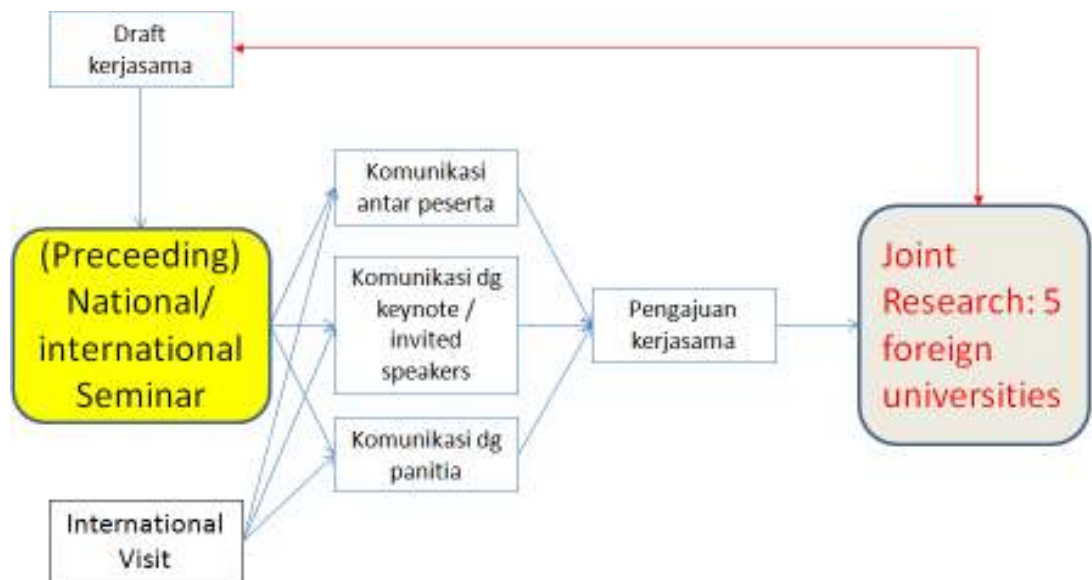 Draft
kerjasama
(Preceeding)
National/
international
Seminar
International
Visit
Komunikasi
antar peserta
Komunikasi dg
keynote /
invited
speakers
Komunikasi dg
panitia
Pengajuan
kerjasama
Joint
Research: 5
foreign
universities